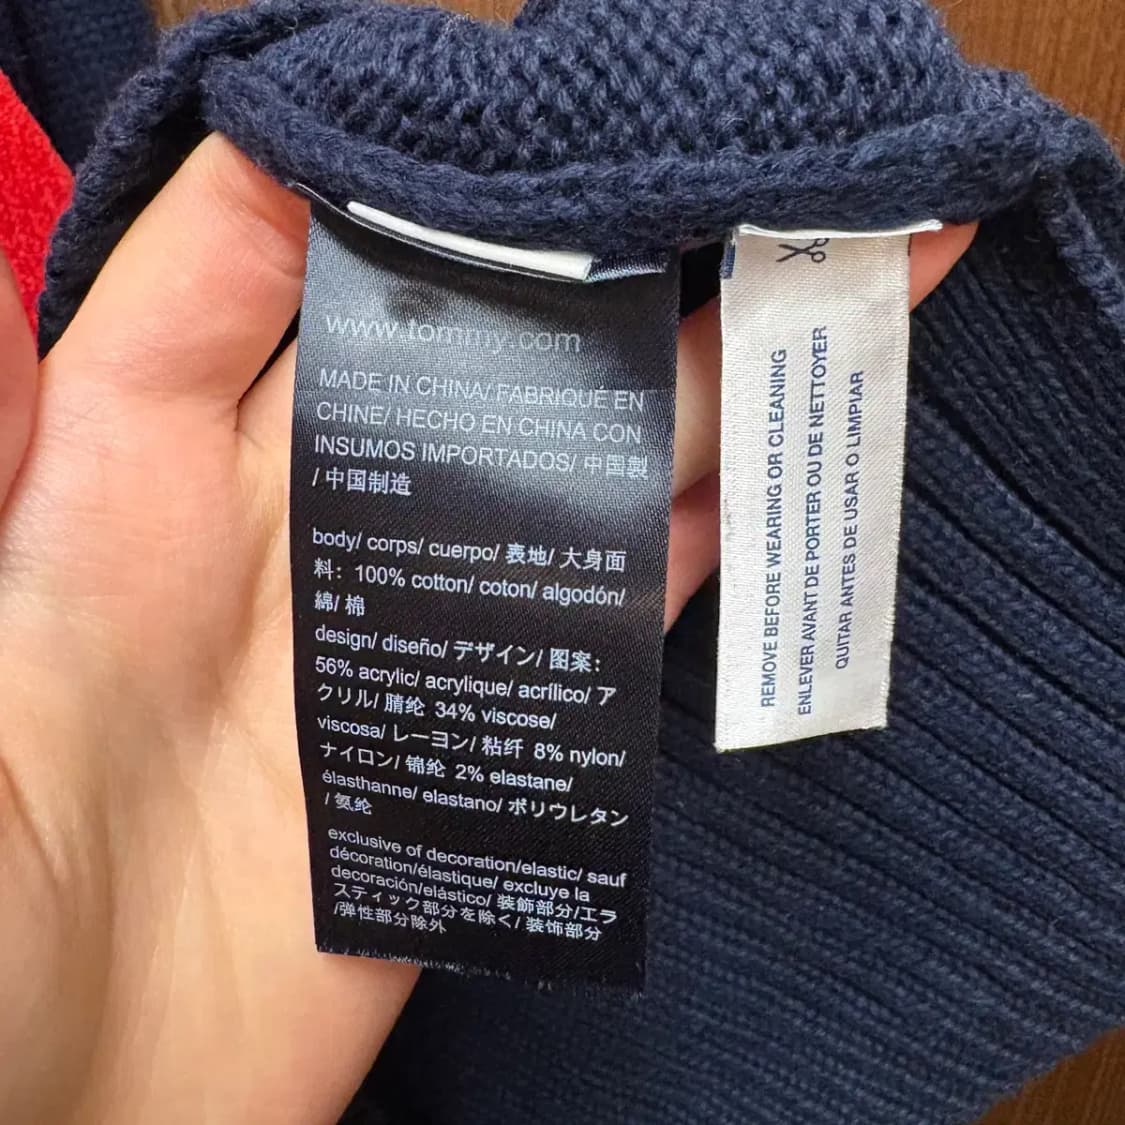 www.tommy.com
MADE IN CHINA/ FABRIQUÉ EN
CHINE/ HECHO EN CHINA CON
INSUMOS IMPORTADOS/ 中国製
/ 中国制造
body/ corps/ cuerpo/ 表地/ 大身面
料：100% cotton/ coton/ algodón/
綿/ 棉
design/ diseño/ デザイン/ 图案：
56% acrylic/ acrylique/ acrílico/ ア
クリル/ 腈纶 34% viscose/
viscosa/ レーヨン/ 粘纤 8% nylon/
ナイロン/ 锦纶 2% elastane/
élasthanne/ elastano/ ポリウレタン
/ 氨纶
exclusive of decoration/elastic/ sauf
décoration/élastique/ excluye la
decoración/elástico/ 装飾部分/エラ
スティック部分を除く/ 装饰部分
/弹性部分除外
REMOVE BEFORE WEARING OR CLEANING
ENLEVER AVANT DE PORTER OU DE NETTOYER
QUITAR ANTES DE USAR O LIMPIAR